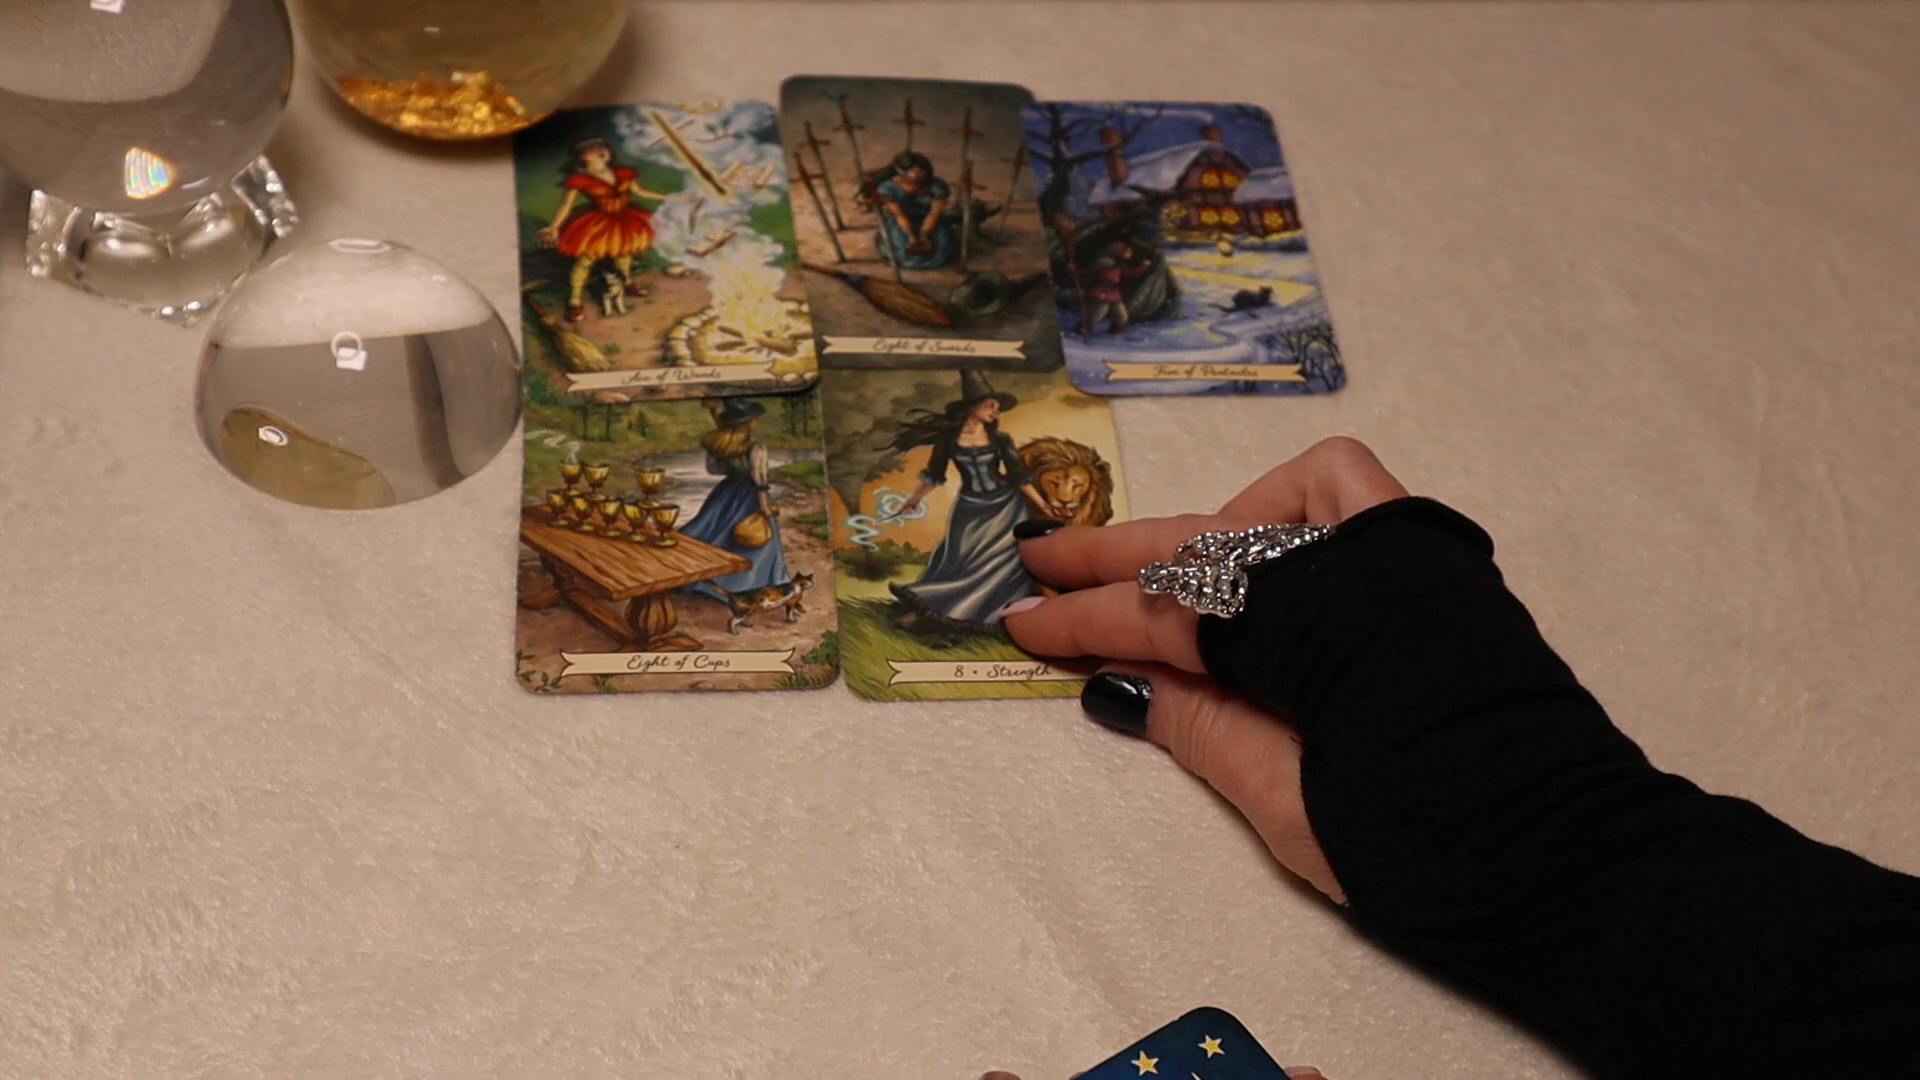 Ace of Wands
Eight of Swords
Five of Pentacles
Eight of Cups
8 • Strength